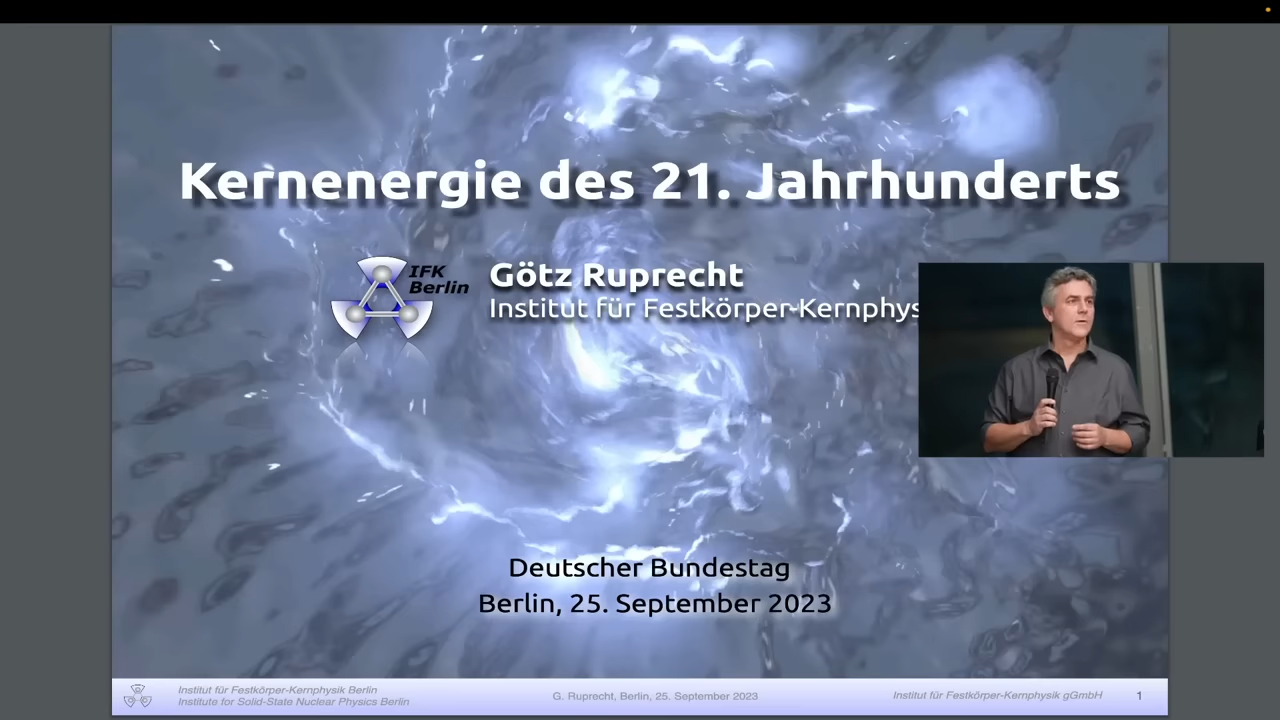 Kernenergie des 21. Jahrhunderts
IFK
Berlin
Götz Ruprecht
Institut für Festkörper-Kernphys
Deutscher Bundestag
Berlin, 25. September 2023
Institut für Festkörper-Kernphysik Berlin
Institute for Solid-State Nuclear Physics Berlin
G. Ruprecht, Berlin, 25. September 2023
Institut für Festkörper-Kernphysik gGmbH
1